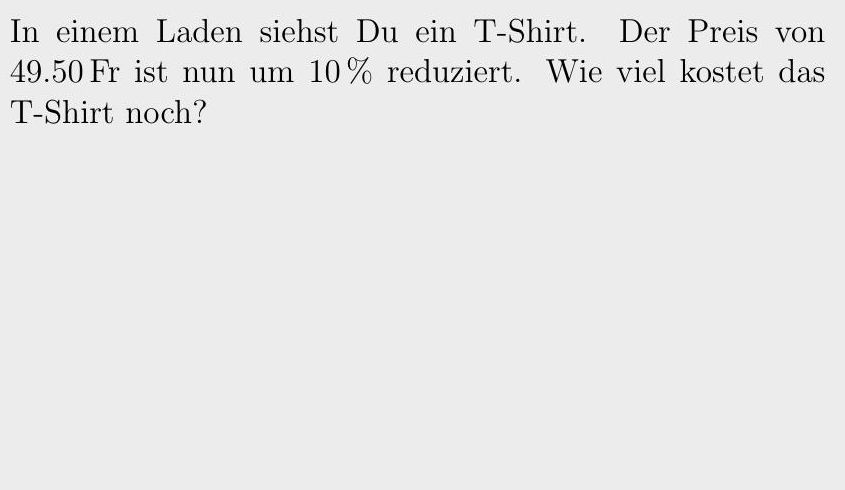 In einem Laden siehst Du ein T-Shirt. Der Preis von
49.50 Fr ist nun um 10 % reduziert. Wie viel kostet das
T-Shirt noch?